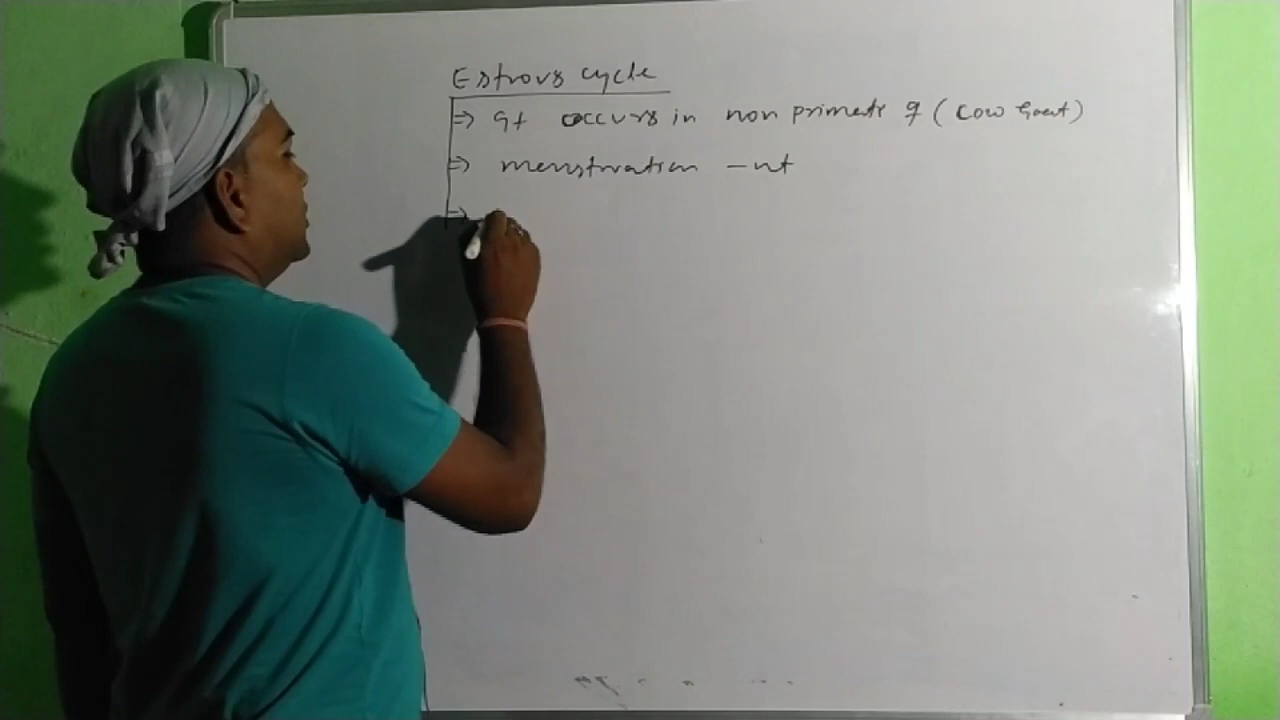 Estrous cycle
⇒ It occurs in non primate ♀ (cow Goat)
⇒ menstruation - nt
⇒